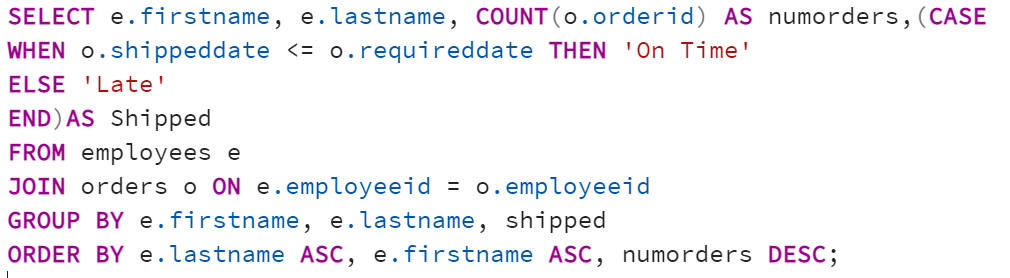 SELECT e.firstname, e.lastname, COUNT(o.orderid) AS numorders,(CASE
WHEN o.shippeddate <= o.requireddate THEN 'On Time'
ELSE 'Late'
END)AS Shipped
FROM employees e
JOIN orders o ON e.employeeid = o.employeeid
GROUP BY e.firstname, e.lastname, shipped
ORDER BY e.lastname ASC, e.firstname ASC, numorders DESC;